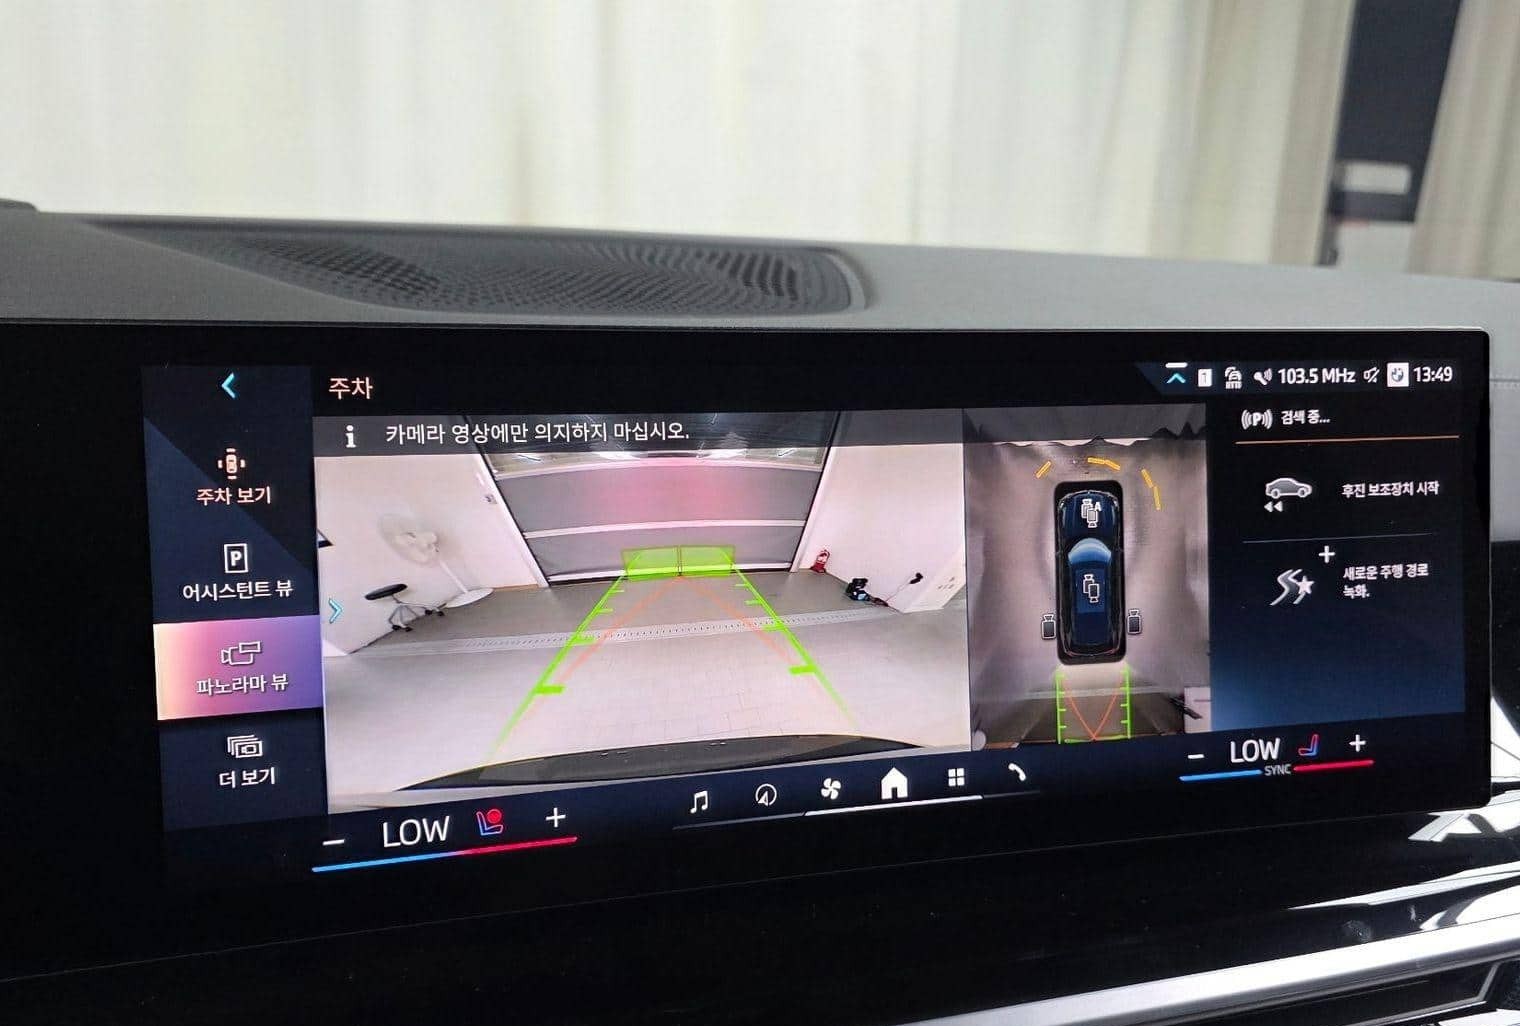 주차
1
103.5 MHz
13:49
카메라 영상에만 의지하지 마십시오.
주차 보기
P
어시스턴트 뷰
파노라마 뷰
더 보기
A
((P)) 검색 중...
후진 보조장치 시작
새로운 주행 경로
녹화.
− LOW +
− LOW +
SYNC